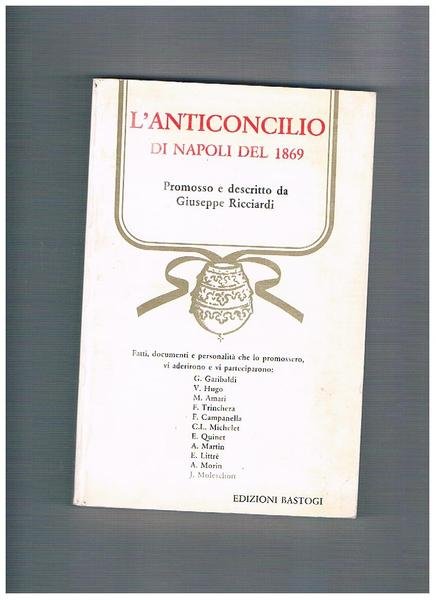 L'ANTICONCILIO
DI NAPOLI DEL 1869
Promosso e descritto da
Giuseppe Ricciardi
Fatti, documenti e personalità che lo promossero,
vi aderirono e vi parteciparono:
G. Garibaldi
V. Hugo
M. Amari
F. Trinchera
F. Campanella
C.L. Michelet
E. Quinet
A. Martin
E. Littré
A. Morin
J. Moleschott
EDIZIONI BASTOGI